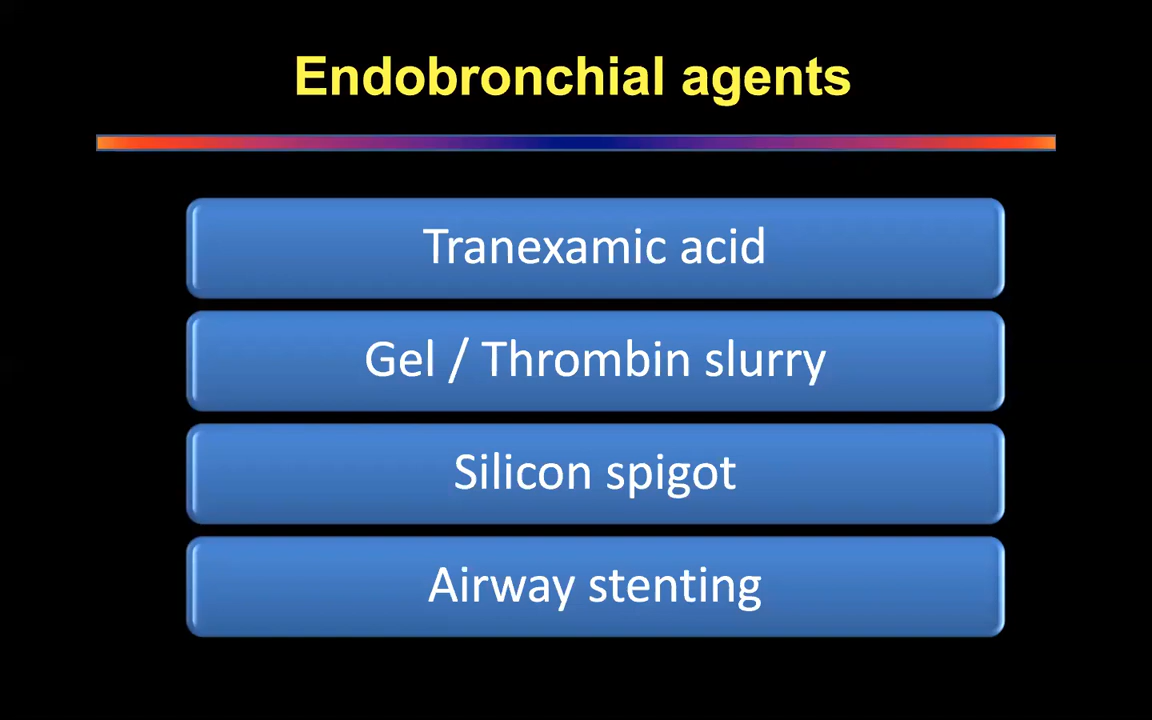 Endobronchial agents
Tranexamic acid
Gel / Thrombin slurry
Silicon spigot
Airway stenting